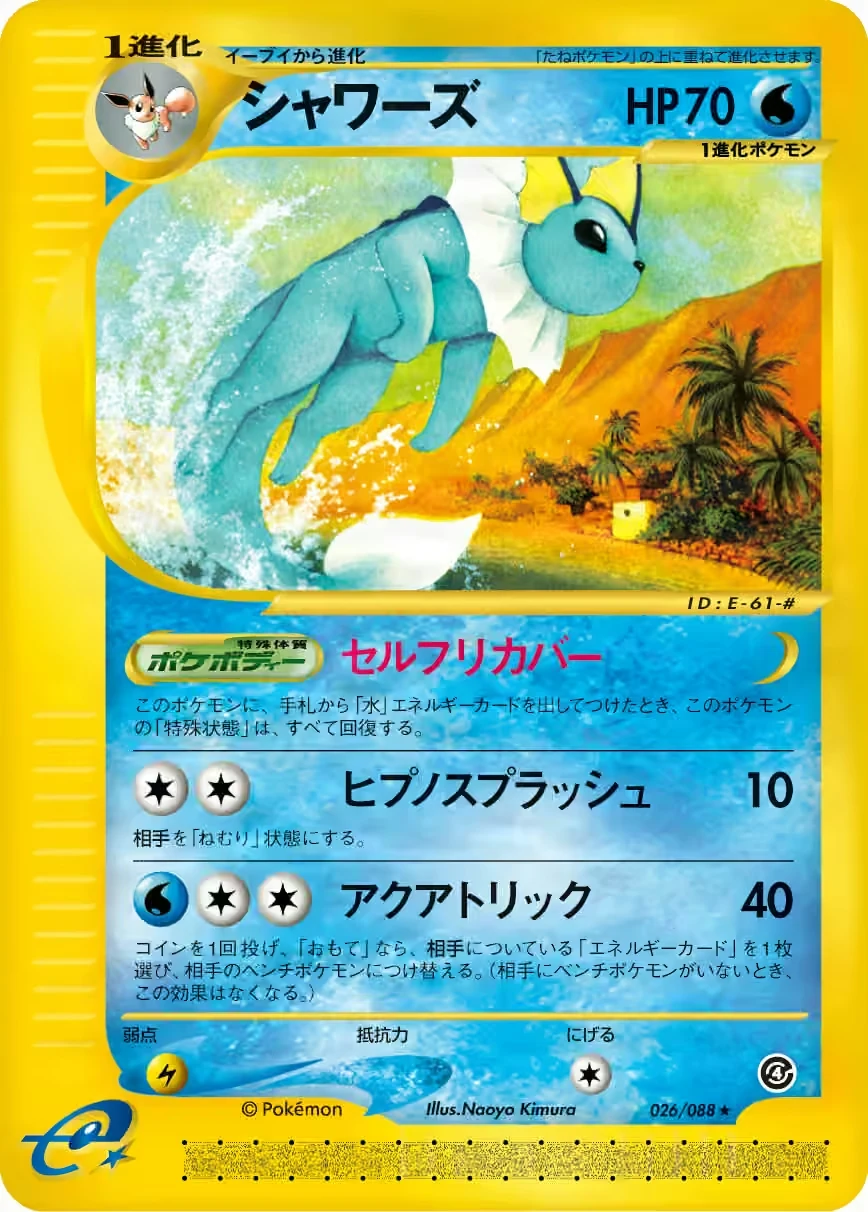 1進化
イーブイから進化
「たねポケモン」の上に重ねて進化させます。
シャワーズ
HP70
1進化ポケモン
ID:E-61-#
特殊体質
ポケボディー
セルフリカバー
このポケモンに、手札から「水」エネルギーカードを出してつけたとき、このポケモン
の「特殊状態」は、すべて回復する。
ヒプノスプラッシュ 10
相手を「ねむり」状態にする。
アクアトリック 40
コインを1回投げ、「おもて」なら、相手についている「エネルギーカード」を1枚
選び、相手のベンチポケモンにつけ替える。(相手にベンチポケモンがいないとき、
この効果はなくなる。)
弱点 抵抗力 にげる
4
© Pokémon Illus.Naoyo Kimura 026/088 ★
e